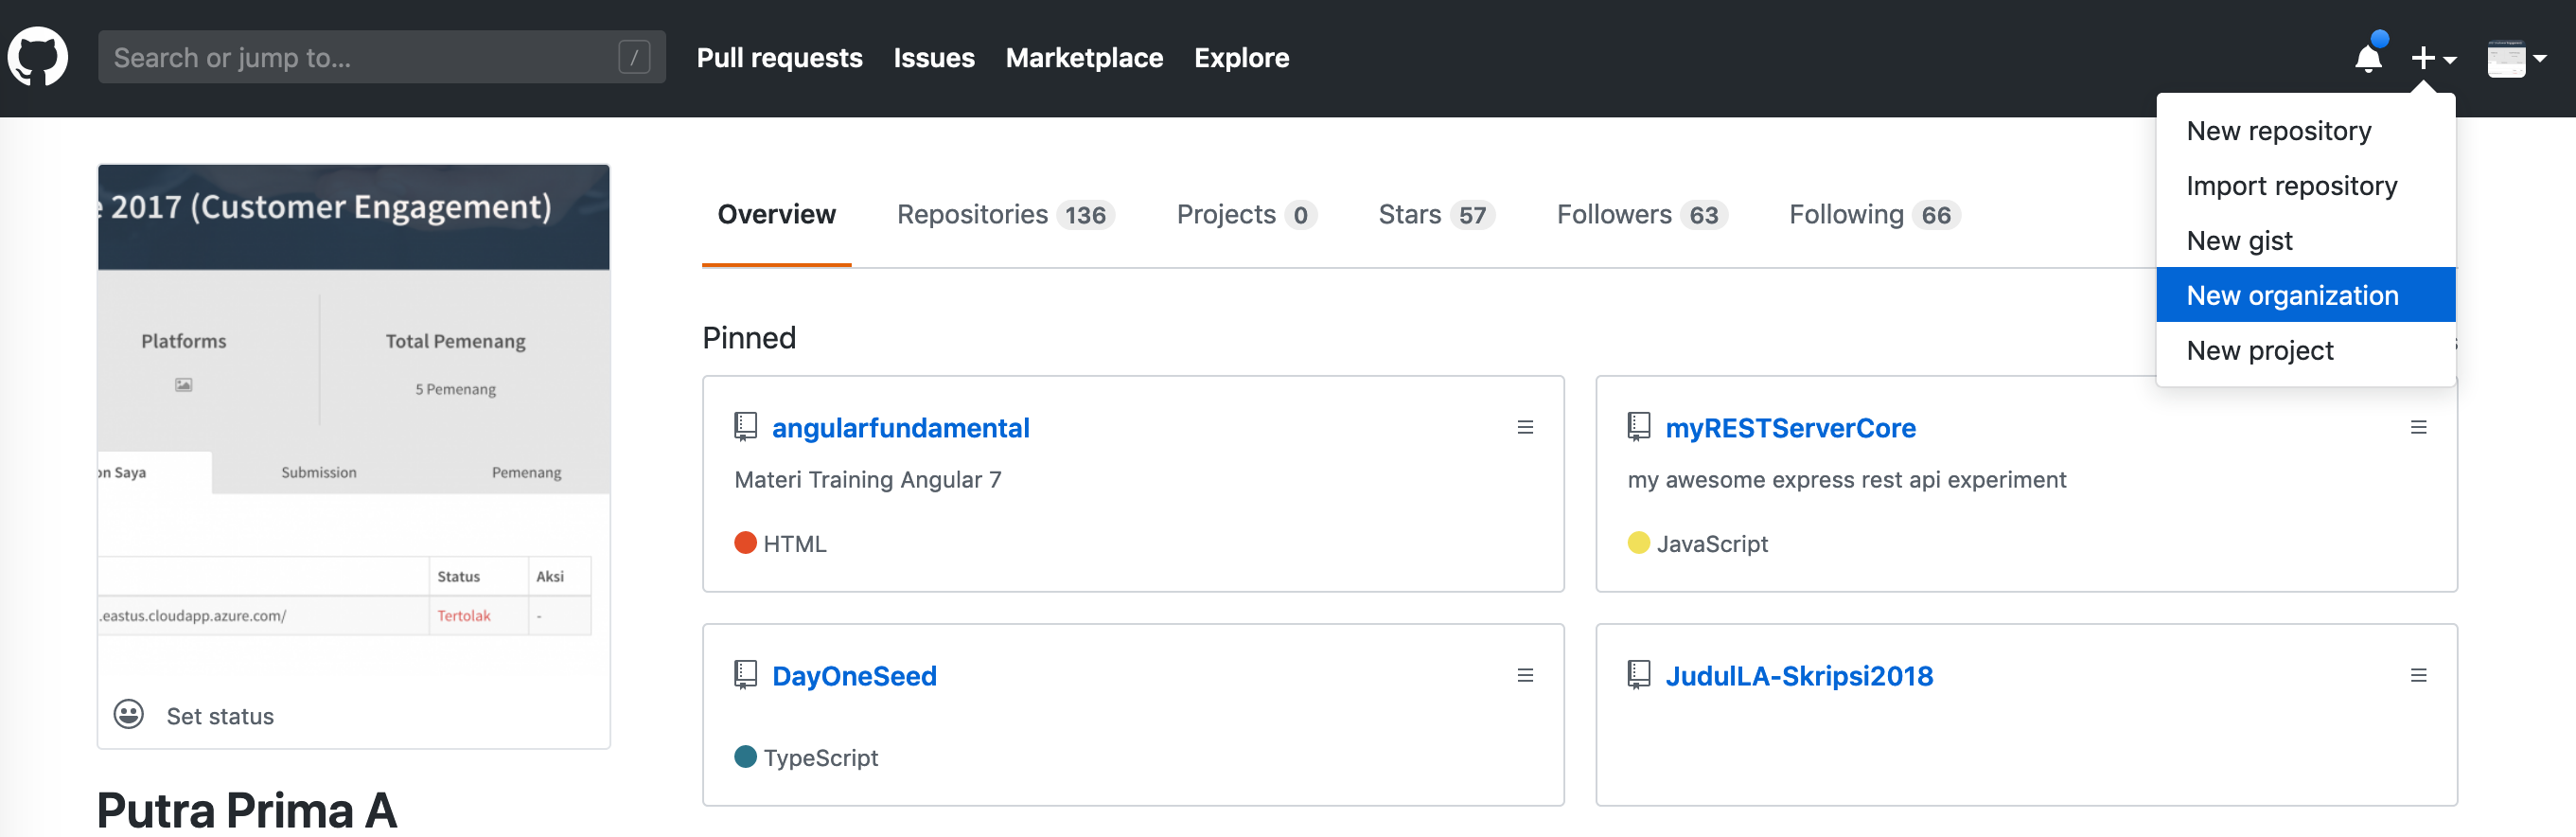 Search or jump to... /
Pull requests Issues Marketplace Explore
New repository
Import repository
New gist
New organization
New project
2017 (Customer Engagement)
Platforms
Total Pemenang
5 Pemenang
Saya
Submission
Pemenang
Status Aksi
.eastus.cloudapp.azure.com/ Tertolak -
Set status
Putra Prima A
Overview Repositories 136 Projects 0 Stars 57 Followers 63 Following 66
Pinned
angularfundamental
Materi Training Angular 7
HTML
myRESTServerCore
my awesome express rest api experiment
JavaScript
DayOneSeed
TypeScript
JudulLA-Skripsi2018